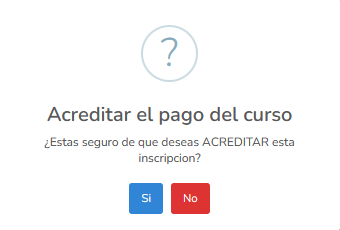 ?
Acreditar el pago del curso
¿Estas seguro de que deseas ACREDITAR esta
inscripcion?
Si
No